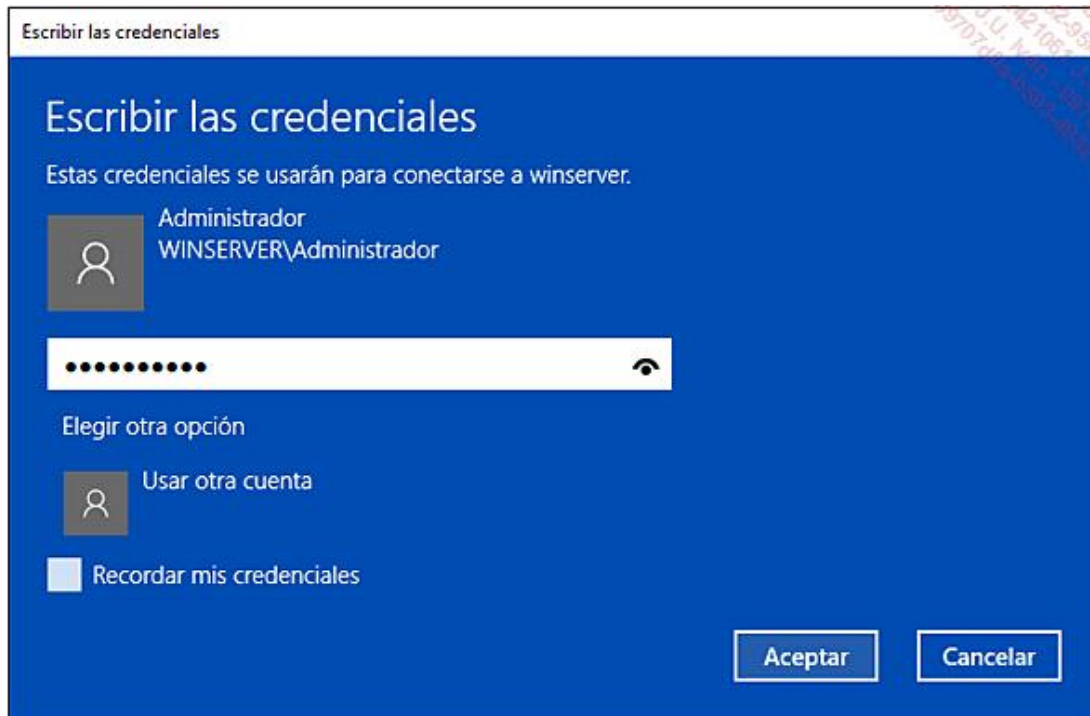 Escribir las credenciales
Escribir las credenciales
Estas credenciales se usarán para conectarse a winserver.
Administrador
WINSERVER\Administrador
••••••••••
Elegir otra opción
Usar otra cuenta
Recordar mis credenciales
Aceptar
Cancelar